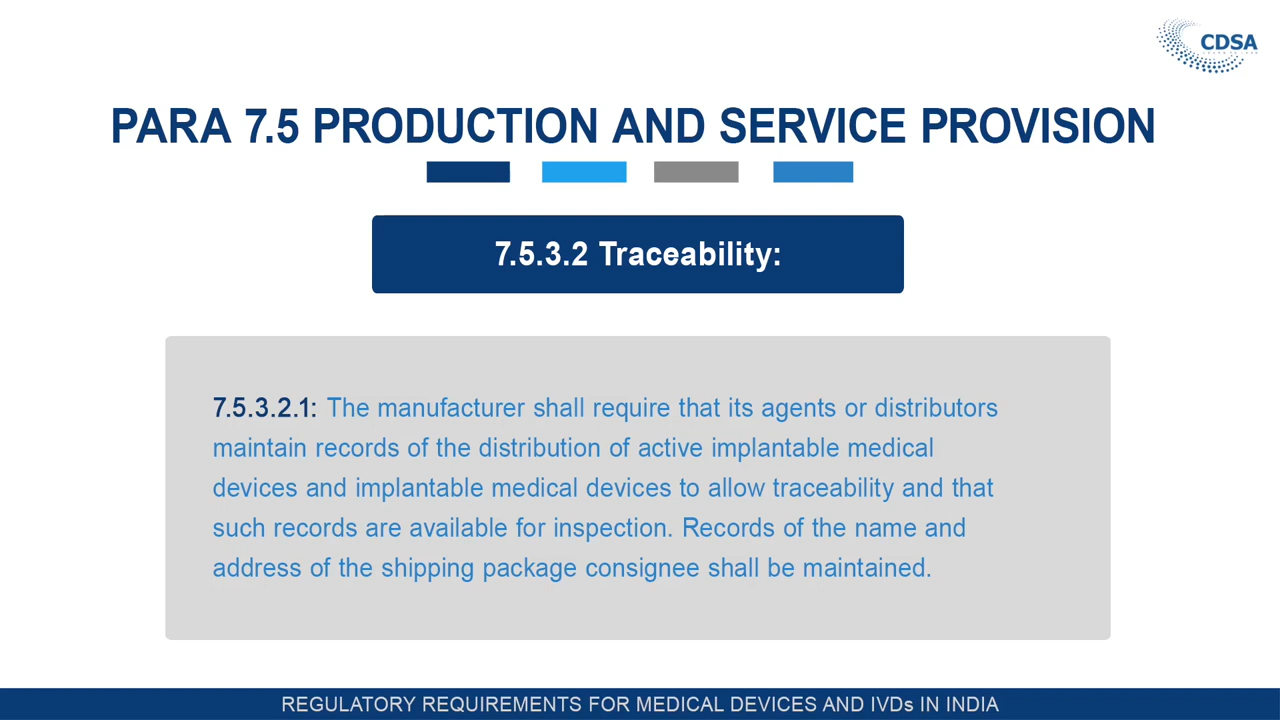 CDSA
PARA 7.5 PRODUCTION AND SERVICE PROVISION
7.5.3.2 Traceability:
7.5.3.2.1: The manufacturer shall require that its agents or distributors
maintain records of the distribution of active implantable medical
devices and implantable medical devices to allow traceability and that
such records are available for inspection. Records of the name and
address of the shipping package consignee shall be maintained.
REGULATORY REQUIREMENTS FOR MEDICAL DEVICES AND IVDs IN INDIA